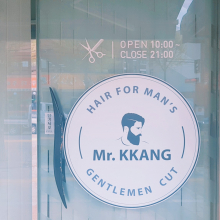 OPEN 10:00~
CLOSE 21:00
HAIR FOR MAN'S
Mr. KKANG
GENTLEMEN CUT